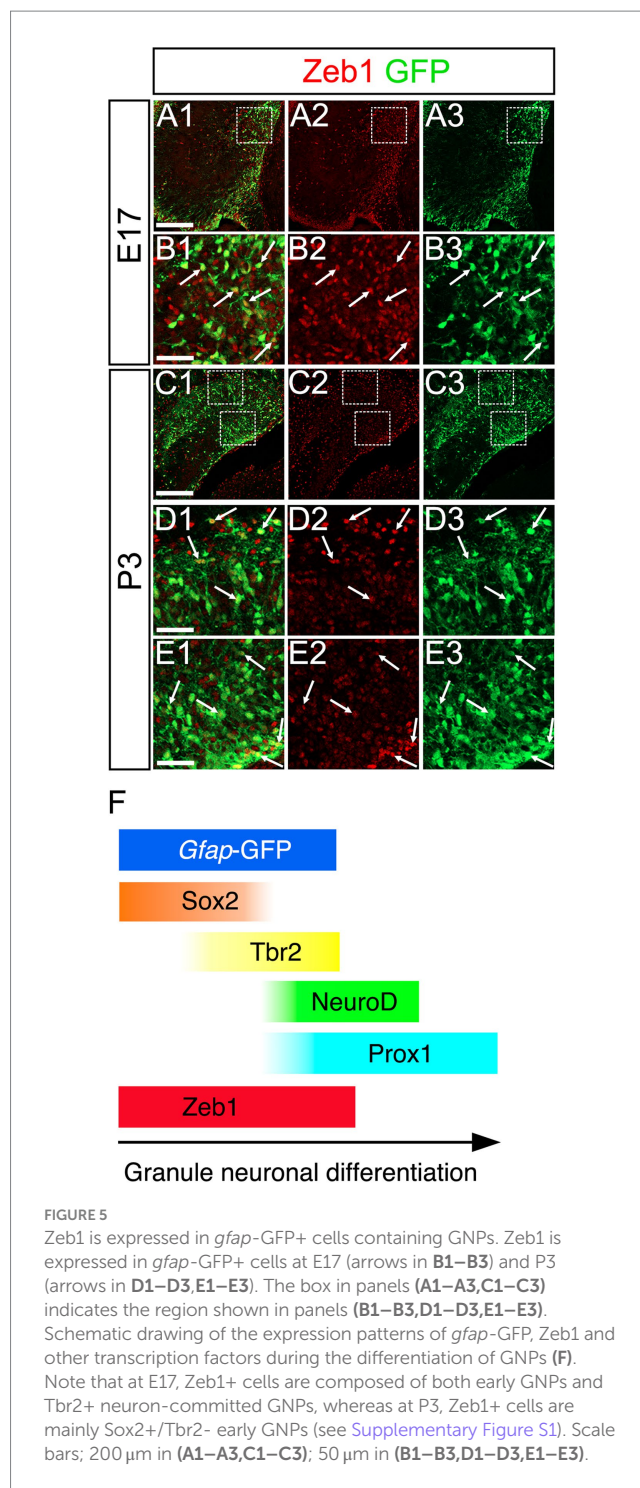 Zeb1 GFP
E17
A1 A2 A3
B1 B2 B3
P3
C1 C2 C3
D1 D2 D3
E1 E2 E3
F
Gfap-GFP
Sox2
Tbr2
NeuroD
Prox1
Zeb1
Granule neuronal differentiation
FIGURE 5
Zeb1 is expressed in gfap-GFP+ cells containing GNPs. Zeb1 is
expressed in gfap-GFP+ cells at E17 (arrows in B1–B3) and P3
(arrows in D1–D3,E1–E3). The box in panels (A1–A3,C1–C3)
indicates the region shown in panels (B1–B3,D1–D3,E1–E3).
Schematic drawing of the expression patterns of gfap-GFP, Zeb1 and
other transcription factors during the differentiation of GNPs (F).
Note that at E17, Zeb1+ cells are composed of both early GNPs and
Tbr2+ neuron-committed GNPs, whereas at P3, Zeb1+ cells are
mainly Sox2+/Tbr2- early GNPs (see Supplementary Figure S1). Scale
bars; 200 μm in (A1–A3,C1–C3); 50 μm in (B1–B3,D1–D3,E1–E3).